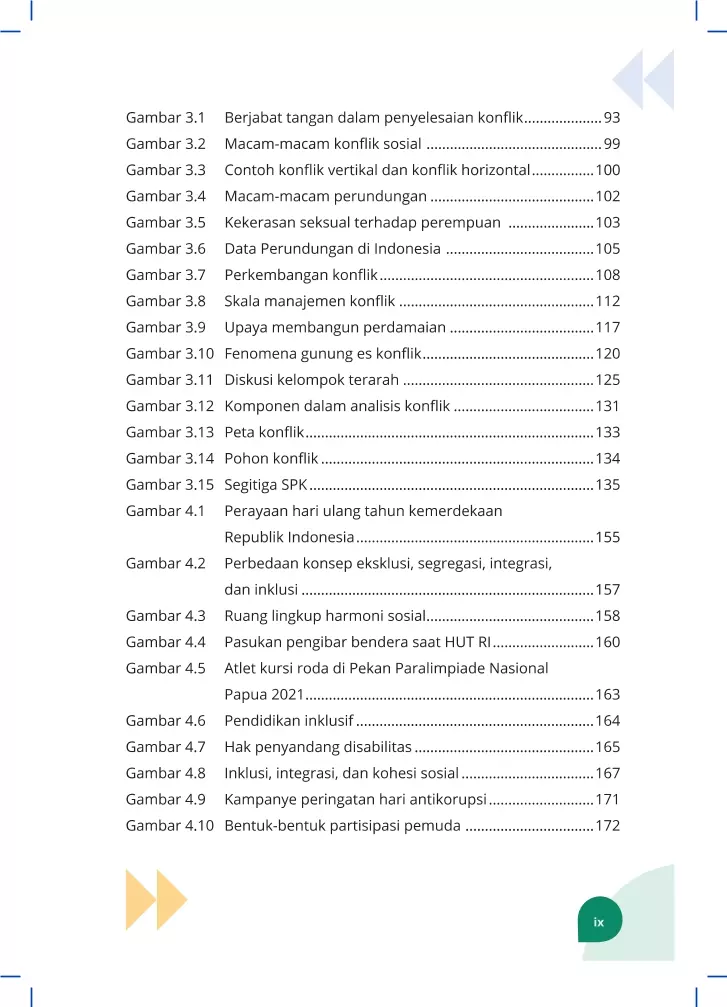 Gambar 3.1 Berjabat tangan dalam penyelesaian konflik.................... 93
Gambar 3.2 Macam-macam konflik sosial ............................................. 99
Gambar 3.3 Contoh konflik vertikal dan konflik horizontal................ 100
Gambar 3.4 Macam-macam perundungan .......................................... 102
Gambar 3.5 Kekerasan seksual terhadap perempuan ...................... 103
Gambar 3.6 Data Perundungan di Indonesia ...................................... 105
Gambar 3.7 Perkembangan konflik....................................................... 108
Gambar 3.8 Skala manajemen konflik .................................................. 112
Gambar 3.9 Upaya membangun perdamaian ..................................... 117
Gambar 3.10 Fenomena gunung es konflik............................................ 120
Gambar 3.11 Diskusi kelompok terarah ................................................. 125
Gambar 3.12 Komponen dalam analisis konflik .................................... 131
Gambar 3.13 Peta konflik.......................................................................... 133
Gambar 3.14 Pohon konflik ...................................................................... 134
Gambar 3.15 Segitiga SPK ......................................................................... 135
Gambar 4.1 Perayaan hari ulang tahun kemerdekaan
Republik Indonesia............................................................. 155
Gambar 4.2 Perbedaan konsep eksklusi, segregasi, integrasi,
dan inklusi ........................................................................... 157
Gambar 4.3 Ruang lingkup harmoni sosial........................................... 158
Gambar 4.4 Pasukan pengibar bendera saat HUT RI.......................... 160
Gambar 4.5 Atlet kursi roda di Pekan Paralimpiade Nasional
Papua 2021.......................................................................... 163
Gambar 4.6 Pendidikan inklusif ............................................................. 164
Gambar 4.7 Hak penyandang disabilitas .............................................. 165
Gambar 4.8 Inklusi, integrasi, dan kohesi sosial .................................. 167
Gambar 4.9 Kampanye peringatan hari antikorupsi........................... 171
Gambar 4.10 Bentuk-bentuk partisipasi pemuda ................................. 172
ix